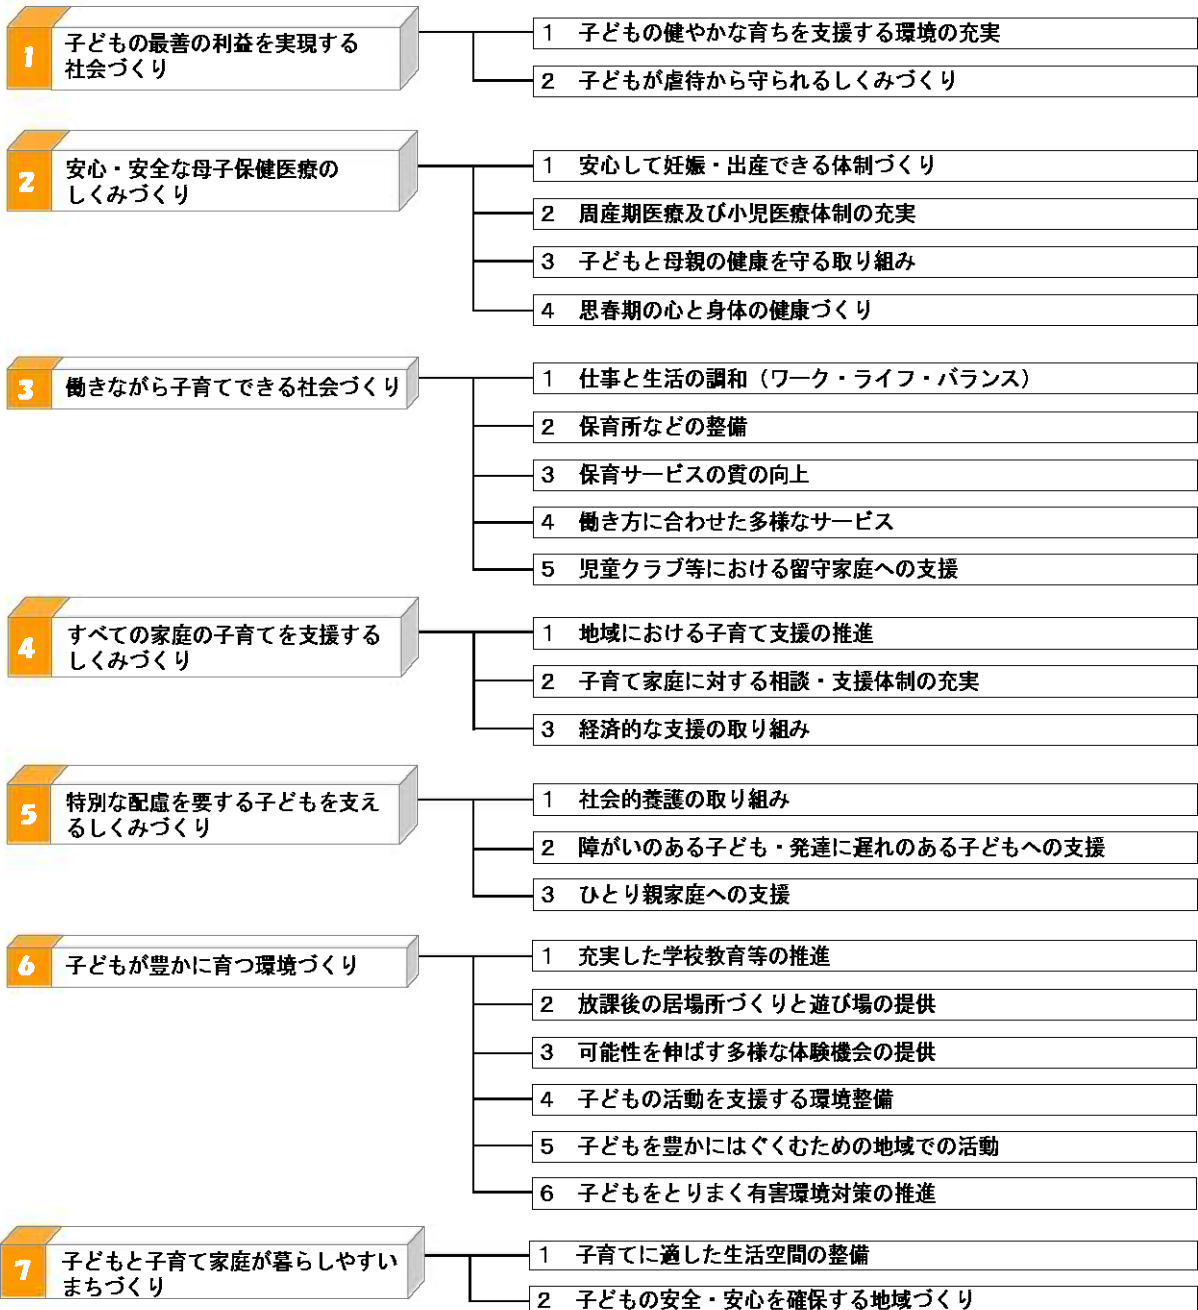 1
子どもの最善の利益を実現する
社会づくり
1 子どもの健やかな育ちを支援する環境の充実
2 子どもが虐待から守られるしくみづくり
2
安心・安全な母子保健医療の
しくみづくり
1 安心して妊娠・出産できる体制づくり
2 周産期医療及び小児医療体制の充実
3 子どもと母親の健康を守る取り組み
4 思春期の心と身体の健康づくり
3
働きながら子育てできる社会づくり
1 仕事と生活の調和（ワーク・ライフ・バランス）
2 保育所などの整備
3 保育サービスの質の向上
4 働き方に合わせた多様なサービス
5 児童クラブ等における留守家庭への支援
4
すべての家庭の子育てを支援する
しくみづくり
1 地域における子育て支援の推進
2 子育て家庭に対する相談・支援体制の充実
3 経済的な支援の取り組み
5
特別な配慮を要する子どもを支え
るしくみづくり
1 社会的養護の取り組み
2 障がいのある子ども・発達に遅れのある子どもへの支援
3 ひとり親家庭への支援
6
子どもが豊かに育つ環境づくり
1 充実した学校教育等の推進
2 放課後の居場所づくりと遊び場の提供
3 可能性を伸ばす多様な体験機会の提供
4 子どもの活動を支援する環境整備
5 子どもを豊かにはぐくむための地域での活動
6 子どもをとりまく有害環境対策の推進
7
子どもと子育て家庭が暮らしやすい
まちづくり
1 子育てに適した生活空間の整備
2 子どもの安全・安心を確保する地域づくり